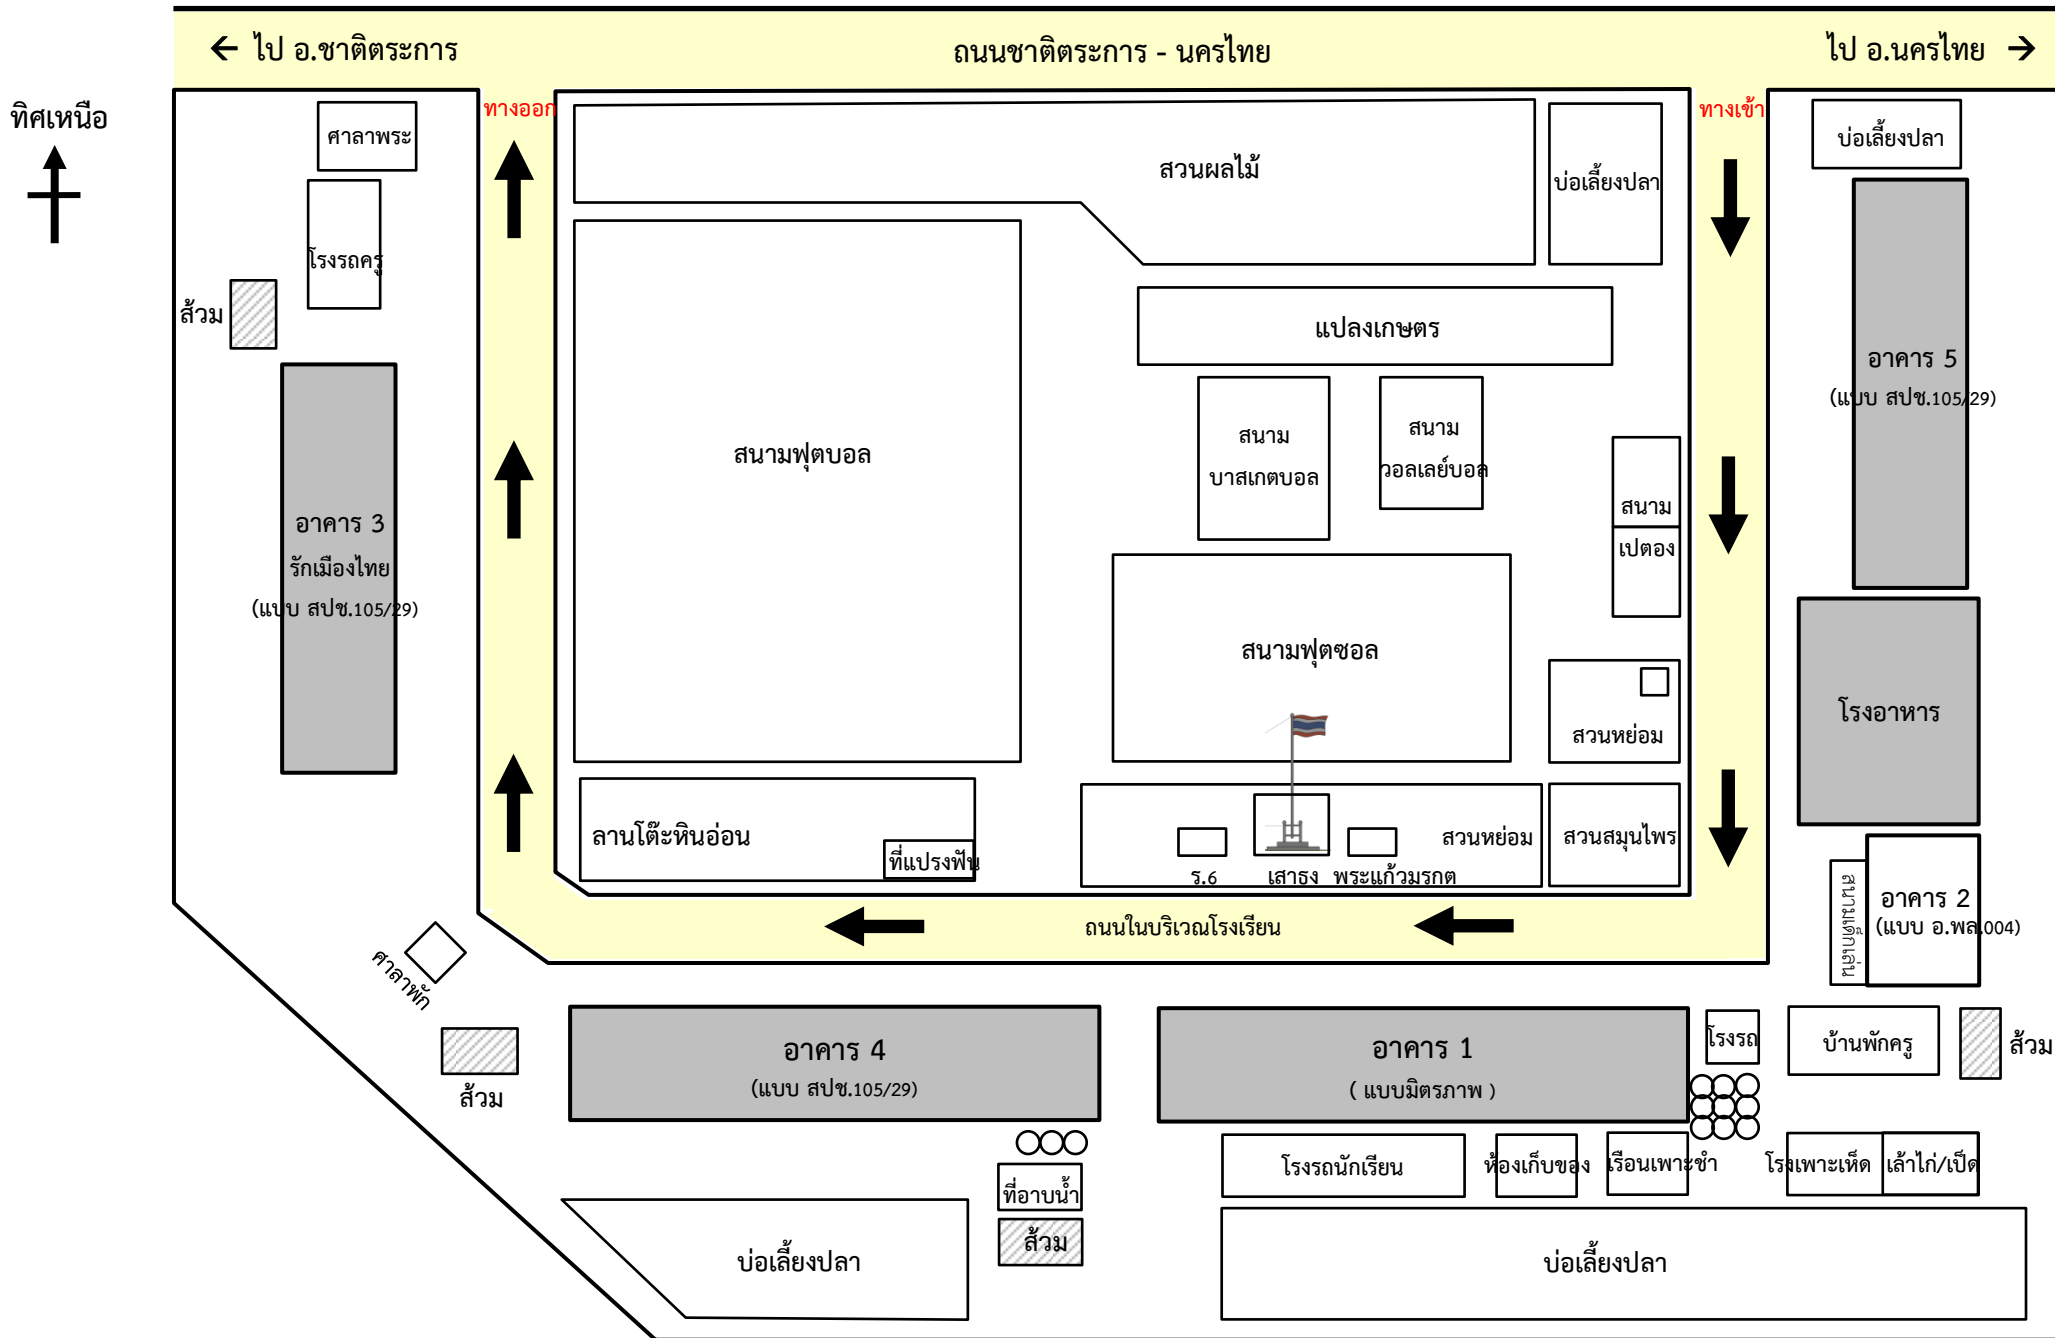 ← ไป อ.ชาติตระการ
ถนนชาติตระการ - นครไทย
ไป อ.นครไทย →
ทิศเหนือ
ทางออก
ทางเข้า
ศาลาพระ
สวนผลไม้
บ่อเลี้ยงปลา
บ่อเลี้ยงปลา
โรงรถครู
ส้วม
แปลงเกษตร
อาคาร 5
(แบบ สปช.105/29)
สนามฟุตบอล
สนาม
บาสเกตบอล
สนาม
วอลเลย์บอล
สนาม
เปตอง
อาคาร 3
รักเมืองไทย
(แบบ สปช.105/29)
สนามฟุตซอล
สวนหย่อม
โรงอาหาร
ลานโต๊ะหินอ่อน
ที่แปรงฟัน
ร.6
เสาธง
พระแก้วมรกต
สวนหย่อม
สวนสมุนไพร
สนามเด็กเล่น
อาคาร 2
(แบบ อ.พล.004)
ถนนในบริเวณโรงเรียน
ศาลาพัก
ส้วม
อาคาร 4
(แบบ สปช.105/29)
อาคาร 1
( แบบมิตรภาพ )
โรงรถ
บ้านพักครู
ส้วม
โรงรถนักเรียน
ห้องเก็บของ
เรือนเพาะชำ
โรงเพาะเห็ด
เล้าไก่/เป็ด
ที่อาบน้ำ
ส้วม
บ่อเลี้ยงปลา
บ่อเลี้ยงปลา